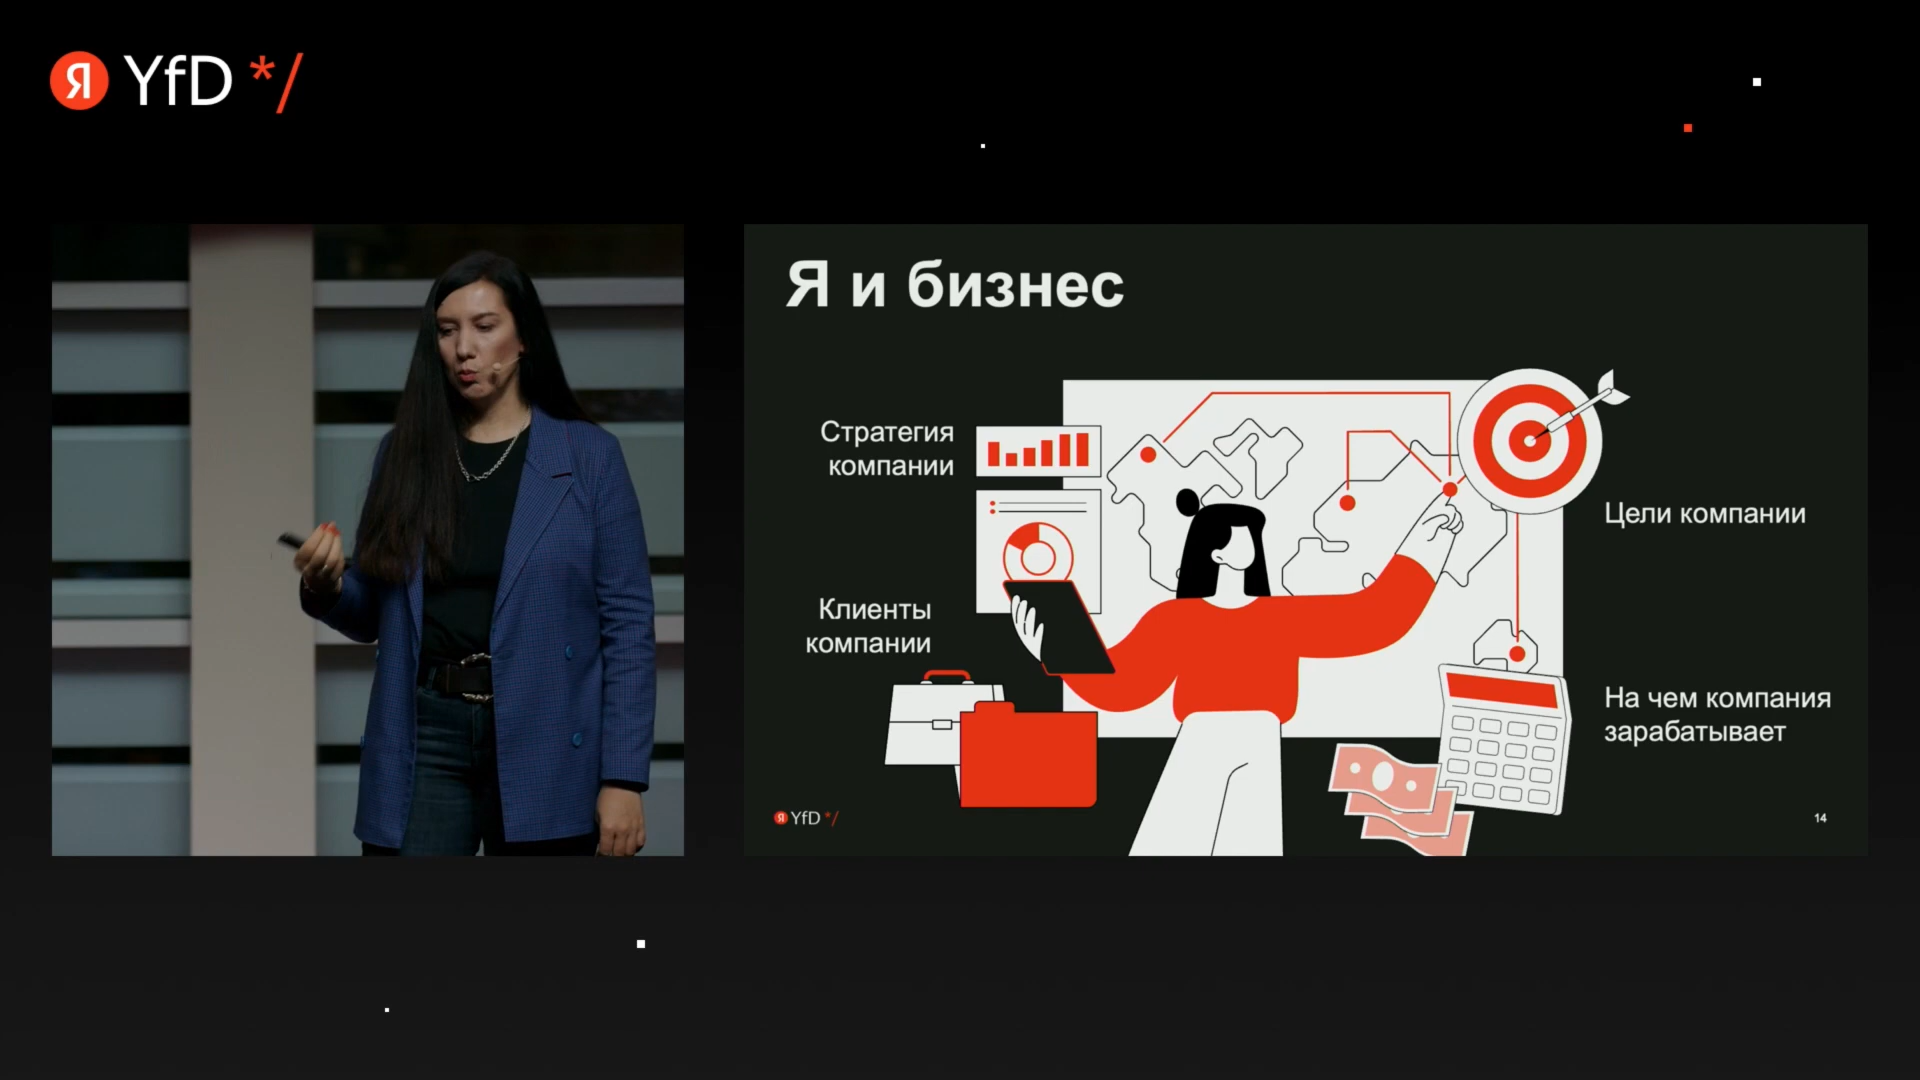 Я YfD */
Я и бизнес
Стратегия
компании
Цели компании
Клиенты
компании
На чем компания
зарабатывает
Я YfD */
14